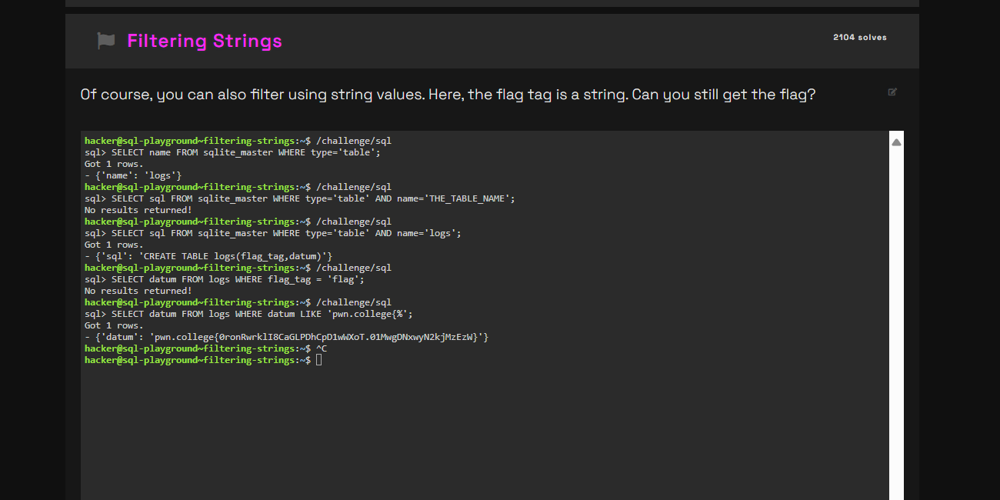 Filtering Strings
2104 solves
Of course, you can also filter using string values. Here, the flag tag is a string. Can you still get the flag?
hacker@sql-playground~filtering-strings:~$ /challenge/sql
sql> SELECT name FROM sqlite_master WHERE type='table';
Got 1 rows.
- {'name': 'logs'}
hacker@sql-playground~filtering-strings:~$ /challenge/sql
sql> SELECT sql FROM sqlite_master WHERE type='table' AND name='THE_TABLE_NAME';
No results returned!
hacker@sql-playground~filtering-strings:~$ /challenge/sql
sql> SELECT sql FROM sqlite_master WHERE type='table' AND name='logs';
Got 1 rows.
- {'sql': 'CREATE TABLE logs(flag_tag,datum)'}
hacker@sql-playground~filtering-strings:~$ /challenge/sql
sql> SELECT datum FROM logs WHERE flag_tag = 'flag';
No results returned!
hacker@sql-playground~filtering-strings:~$ /challenge/sql
sql> SELECT datum FROM logs WHERE datum LIKE 'pwn.college{%';
Got 1 rows.
- {'datum': 'pwn.college{0ronRwrklI8CaGLPDhCpD1wWXoT.01MwgDNxwyN2kjMzEzW}'}
hacker@sql-playground~filtering-strings:~$ ^C
hacker@sql-playground~filtering-strings:~$